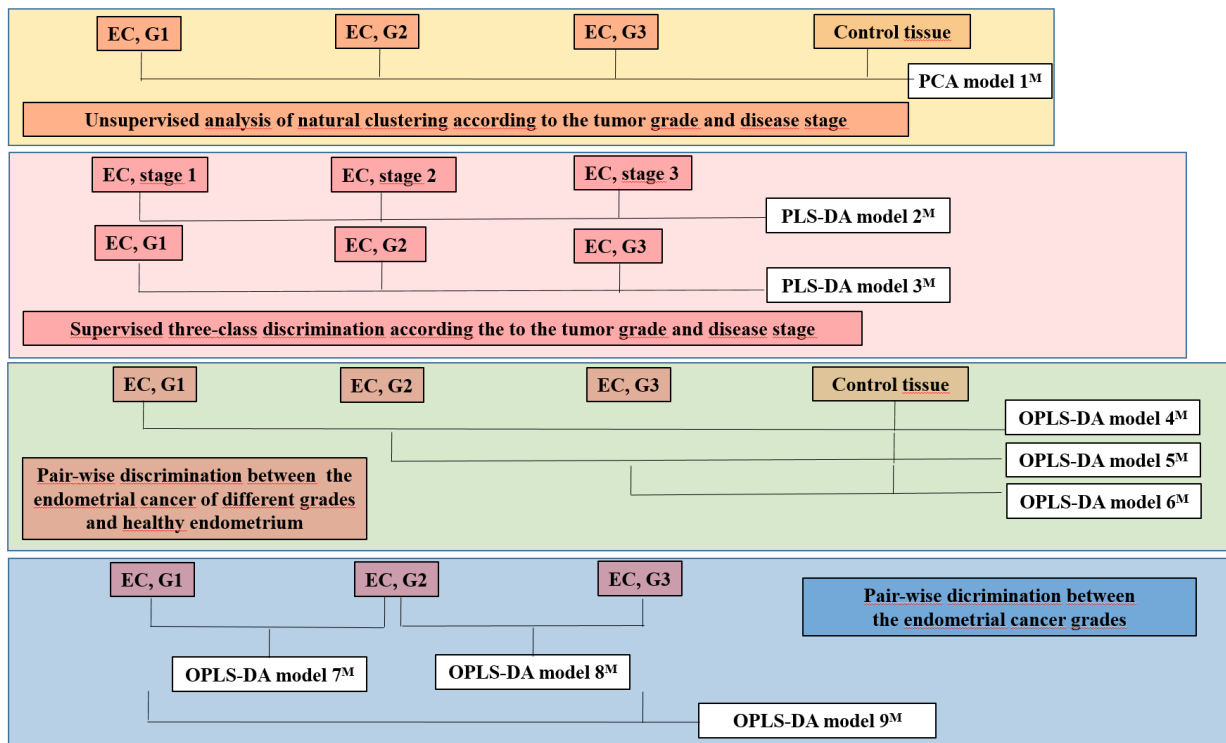 EC, G1
EC, G2
EC, G3
Control tissue
PCA model 1ᴹ
Unsupervised analysis of natural clustering according to the tumor grade and disease stage
EC, stage 1
EC, stage 2
EC, stage 3
PLS-DA model 2ᴹ
EC, G1
EC, G2
EC, G3
PLS-DA model 3ᴹ
Supervised three-class discrimination according the to the tumor grade and disease stage
EC, G1
EC, G2
EC, G3
Control tissue
OPLS-DA model 4ᴹ
OPLS-DA model 5ᴹ
OPLS-DA model 6ᴹ
Pair-wise discrimination between the
endometrial cancer of different grades
and healthy endometrium
EC, G1
EC, G2
EC, G3
Pair-wise dicrimination between
the endometrial cancer grades
OPLS-DA model 7ᴹ
OPLS-DA model 8ᴹ
OPLS-DA model 9ᴹ